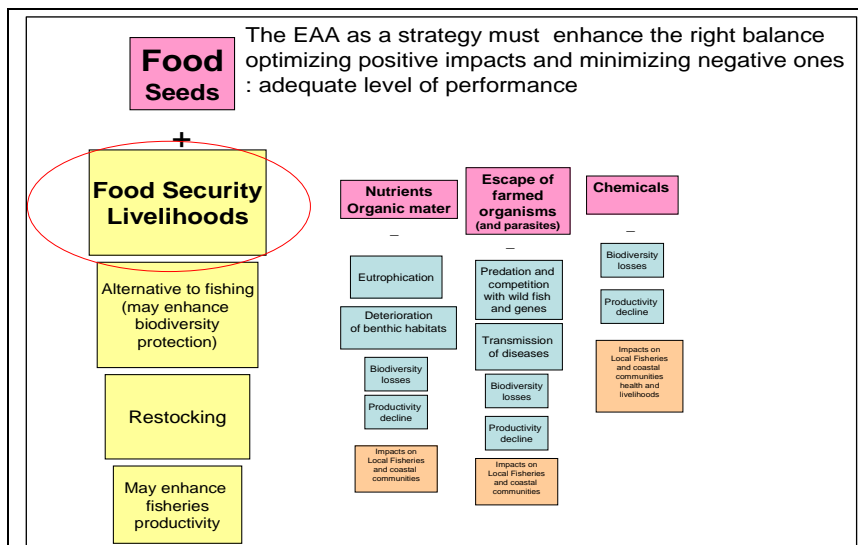 The EAA as a strategy must enhance the right balance
optimizing positive impacts and minimizing negative ones
: adequate level of performance
Food
Seeds
+
Food Security
Livelihoods
Alternative to fishing
(may enhance
biodiversity
protection)
Restocking
May enhance
fisheries
productivity
Nutrients
Organic mater
_
Eutrophication
Deterioration
of benthic habitats
Biodiversity
losses
Productivity
decline
Impacts on
Local Fisheries
and coastal
communities
Escape of
farmed
organisms
(and parasites)
_
Predation and
competition
with wild fish
and genes
Transmission
of diseases
Biodiversity
losses
Productivity
decline
Impacts on
Local Fisheries
and coastal
communities
Chemicals
_
Biodiversity
losses
Productivity
decline
Impacts on
Local Fisheries
and coastal
communities
health and
livelihoods